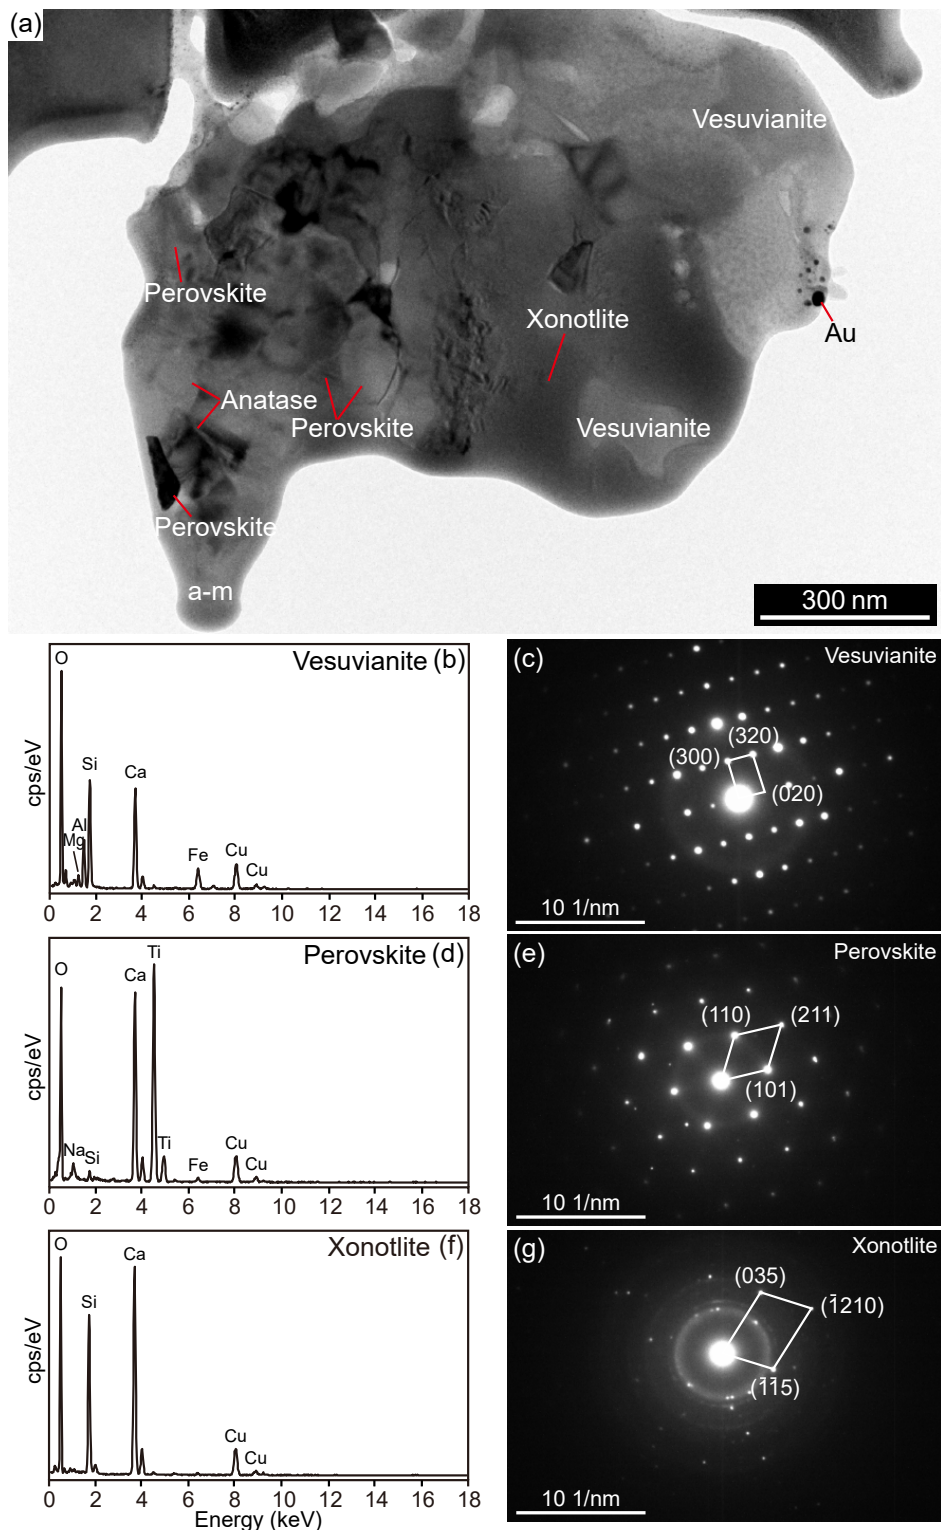 (a)
Vesuvianite
Perovskite
Xonotlite
Au
Anatase
Perovskite
Vesuvianite
Perovskite
a-m
300 nm
Vesuvianite (b)
O
Si
Ca
Al
Mg
Fe
Cu
Cu
cps/eV
0 2 4 6 8 10 12 14 16 18
(c)
Vesuvianite
(320)
(300)
(020)
10 1/nm
Perovskite (d)
O
Ca
Ti
Na
Si
Ti
Fe
Cu
Cu
cps/eV
0 2 4 6 8 10 12 14 16 18
(e)
Perovskite
(110)
(211)
(101)
10 1/nm
Xonotlite (f)
O
Si
Ca
Cu
Cu
cps/eV
0 2 4 6 8 10 12 14 16 18
Energy (keV)
(g)
Xonotlite
(035)
(1̄210)
(1̄1̄5)
10 1/nm